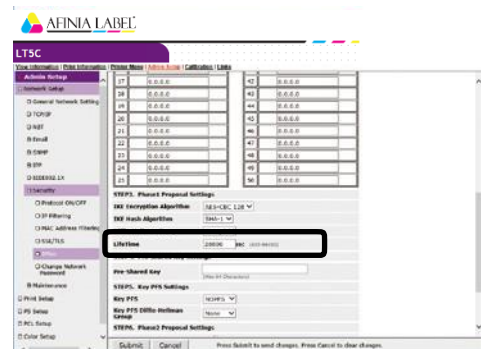 AFINIA LABEL
LT5C
View Information | Print Information | Printer Menu | Admin Setup | Calibration | Links
Admin Setup
Network Setup
General Network Setting
TCP/IP
NBT
Email
SNMP
IPP
IEEE802.1X
Security
Protocol ON/OFF
IP Filtering
MAC Address Filtering
SSL/TLS
IPSec
Change Network Password
Maintenance
Print Setup
PS Setup
PCL Setup
Color Setup
17 0.0.0.0 42 0.0.0.0
18 0.0.0.0 43 0.0.0.0
19 0.0.0.0 44 0.0.0.0
20 0.0.0.0 45 0.0.0.0
21 0.0.0.0 46 0.0.0.0
22 0.0.0.0 47 0.0.0.0
23 0.0.0.0 48 0.0.0.0
24 0.0.0.0 49 0.0.0.0
25 0.0.0.0 50 0.0.0.0
STEP3. Phase1 Proposal Settings
IKE Encryption Algorithm AES-CBC 128
IKE Hash Algorithm SHA-1
Lifetime 28800 sec
Pre-Shared Key
(Max 64 Characters)
STEP5. Key PFS Settings
Key PFS NOPFS
Key PFS Diffie-Hellman Group None
STEP6. Phase2 Proposal Settings
Submit Cancel Press Submit to send changes. Press Cancel to clear changes.